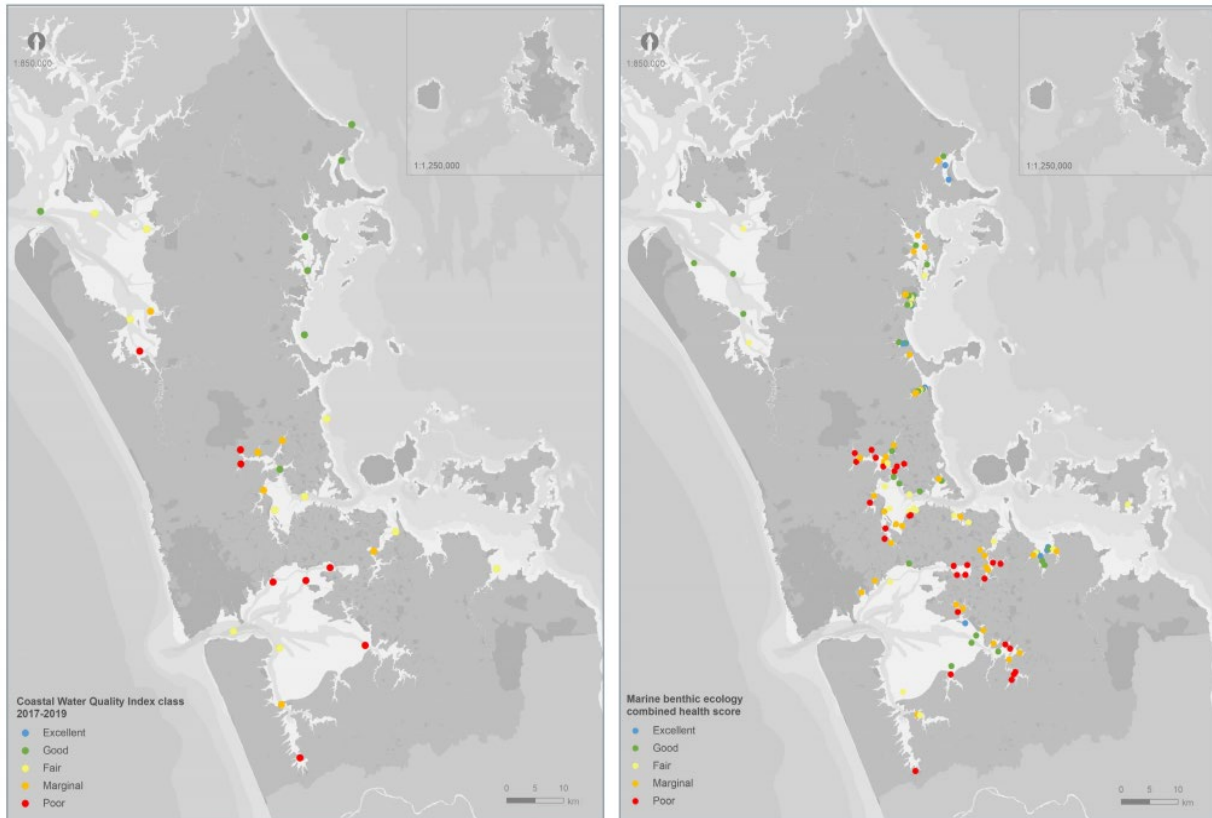 1:850,000
1:1,250,000
Coastal Water Quality Index class
2017-2019
Excellent
Good
Fair
Marginal
Poor
0 5 10
km
1:850,000
1:1,250,000
Marine benthic ecology
combined health score
Excellent
Good
Fair
Marginal
Poor
0 5 10
km